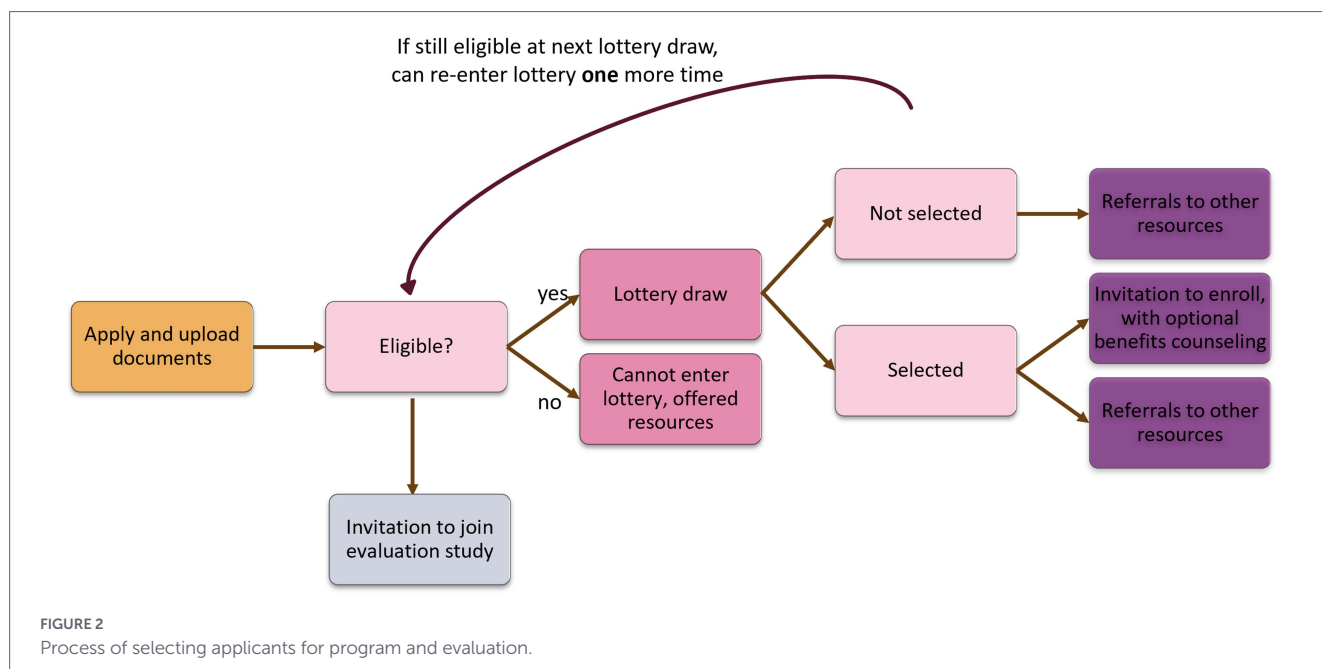 If still eligible at next lottery draw,
can re-enter lottery one more time
Apply and upload
documents
Eligible?
yes
no
Lottery draw
Cannot enter
lottery, offered
resources
Not selected
Selected
Referrals to other
resources
Invitation to enroll,
with optional
benefits counseling
Referrals to other
resources
Invitation to join
evaluation study
FIGURE 2
Process of selecting applicants for program and evaluation.